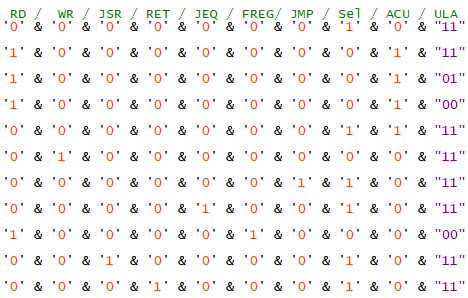 RD / WR / JSR / RET / JEQ / FREG/ JMP / Sel / ACU / ULA
'0' & '0' & '0' & '0' & '0' & '0' & '0' & '1' & '0' & "11"
'1' & '0' & '0' & '0' & '0' & '0' & '0' & '0' & '1' & "11"
'1' & '0' & '0' & '0' & '0' & '0' & '0' & '0' & '1' & "01"
'1' & '0' & '0' & '0' & '0' & '0' & '0' & '0' & '1' & "00"
'0' & '0' & '0' & '0' & '0' & '0' & '0' & '1' & '1' & "11"
'0' & '1' & '0' & '0' & '0' & '0' & '0' & '0' & '0' & "11"
'0' & '0' & '0' & '0' & '0' & '0' & '1' & '1' & '0' & "11"
'0' & '0' & '0' & '0' & '1' & '0' & '0' & '1' & '0' & "11"
'1' & '0' & '0' & '0' & '0' & '1' & '0' & '0' & '0' & "00"
'0' & '0' & '1' & '0' & '0' & '0' & '0' & '1' & '0' & "11"
'0' & '0' & '0' & '1' & '0' & '0' & '0' & '1' & '0' & "11"